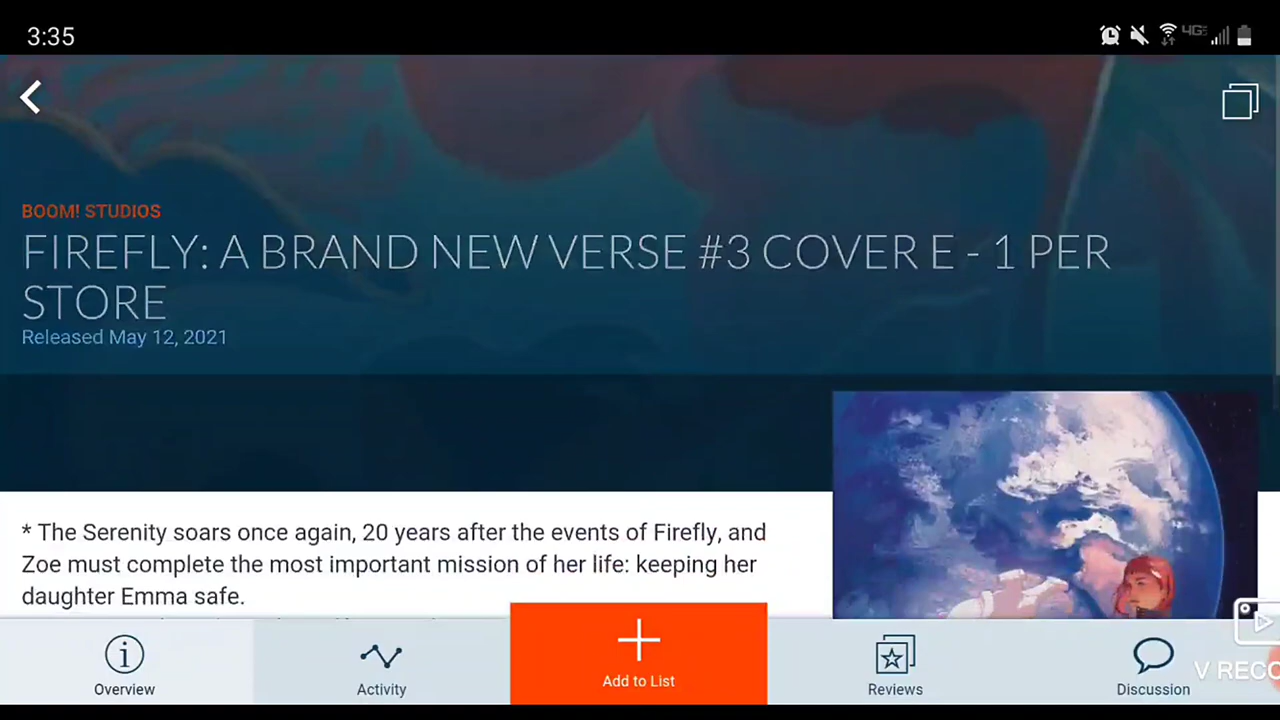 3:35
4G
BOOM! STUDIOS
FIREFLY: A BRAND NEW VERSE #3 COVER E - 1 PER
STORE
Released May 12, 2021
* The Serenity soars once again, 20 years after the events of Firefly, and
Zoe must complete the most important mission of her life: keeping her
daughter Emma safe.
Overview
Activity
Add to List
Reviews
Discussion
V RECO